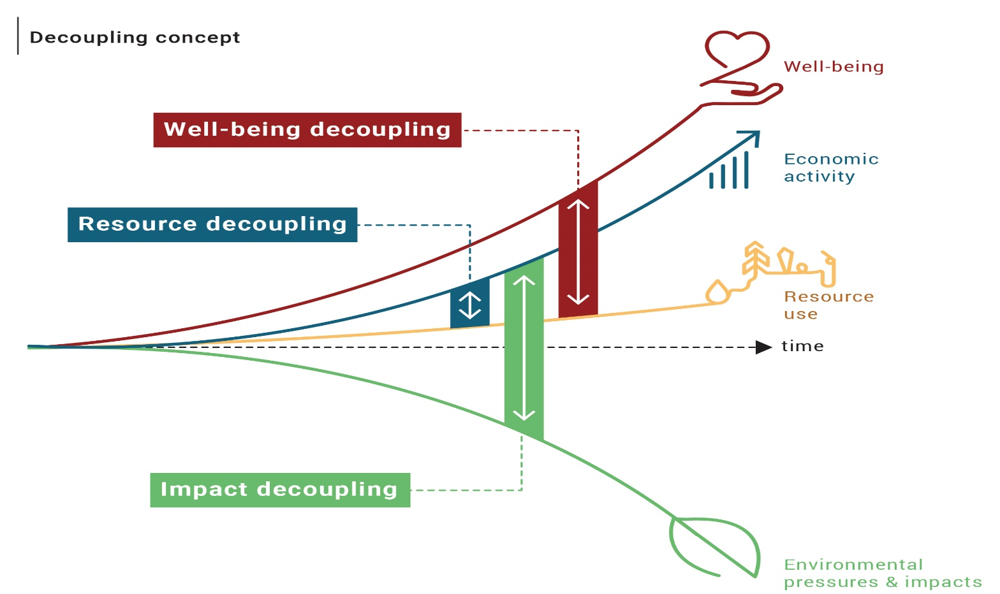 Decoupling concept
Well-being
Well-being decoupling
Economic
activity
Resource decoupling
Resource
use
time
Impact decoupling
Environmental
pressures & impacts